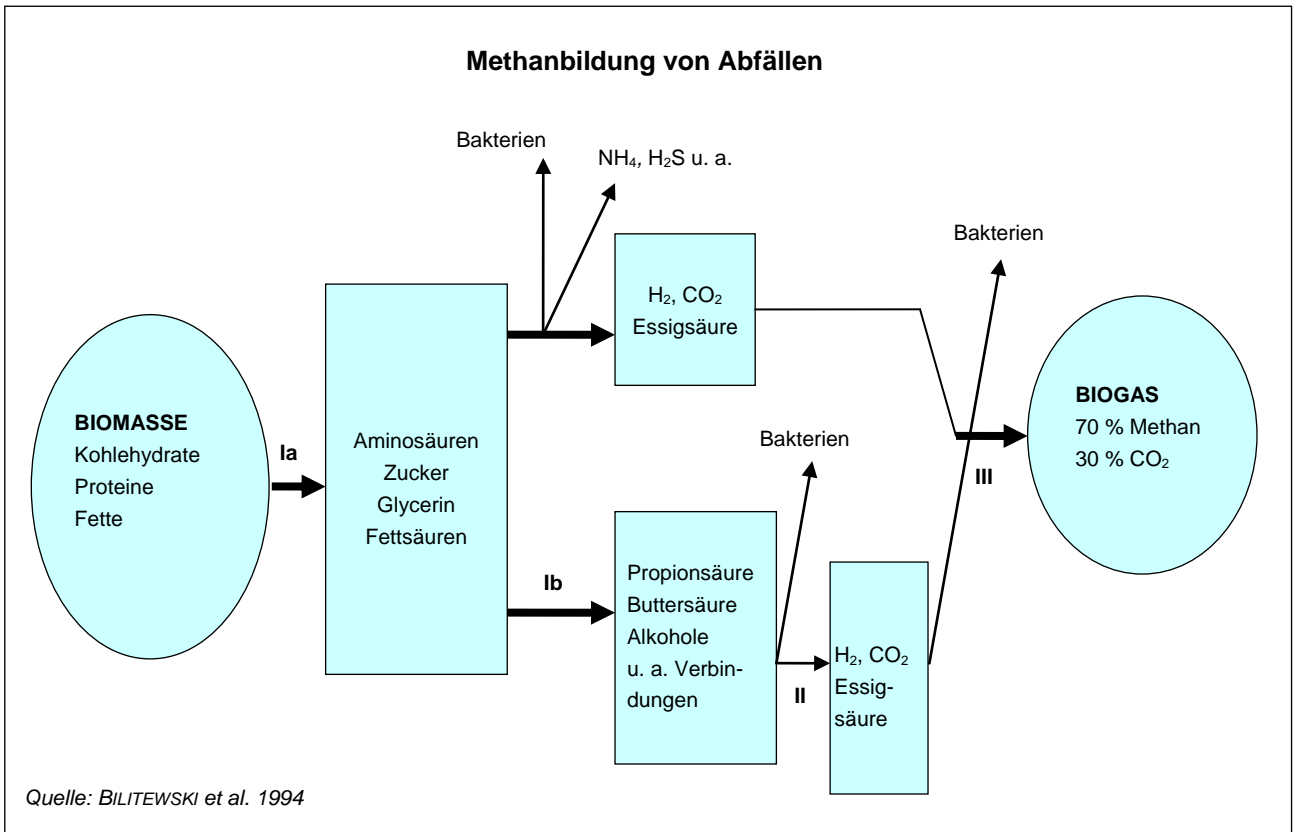 Methanbildung von Abfällen
Bakterien
NH₄, H₂S u. a.
Bakterien
H₂, CO₂
Essigsäure
BIOMASSE
Kohlehydrate
Proteine
Fette
Ia
Aminosäuren
Zucker
Glycerin
Fettsäuren
BIOGAS
70 % Methan
30 % CO₂
III
Bakterien
Ib
Propionsäure
Buttersäure
Alkohole
u. a. Verbin-
dungen
II
H₂, CO₂
Essig-
säure
Quelle: BILITEWSKI et al. 1994